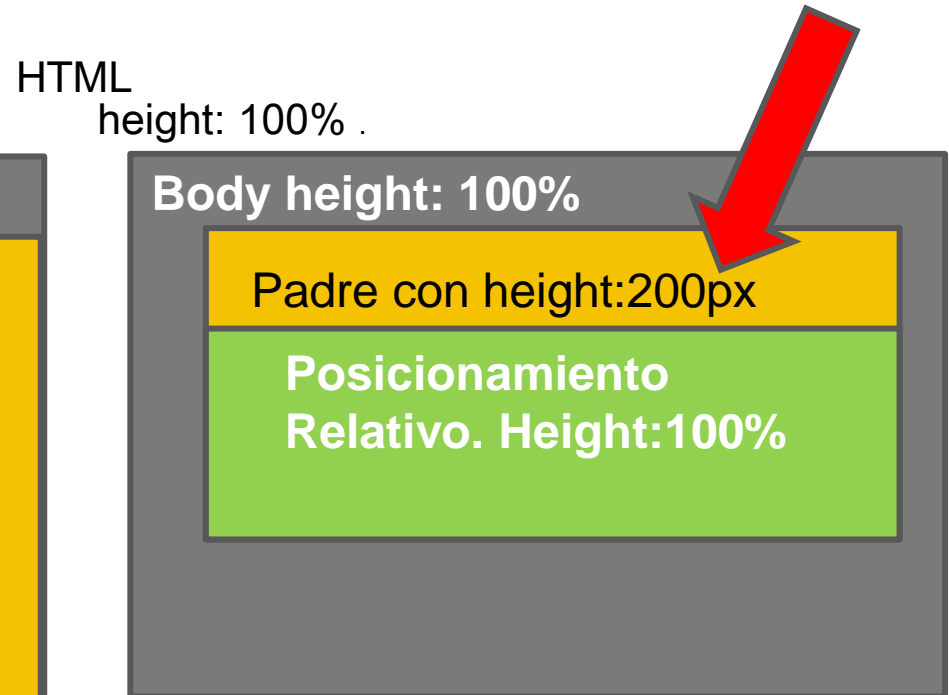 HTML
height: 100% .
Body height: 100%
Padre con height:200px
Posicionamiento
Relativo. Height:100%